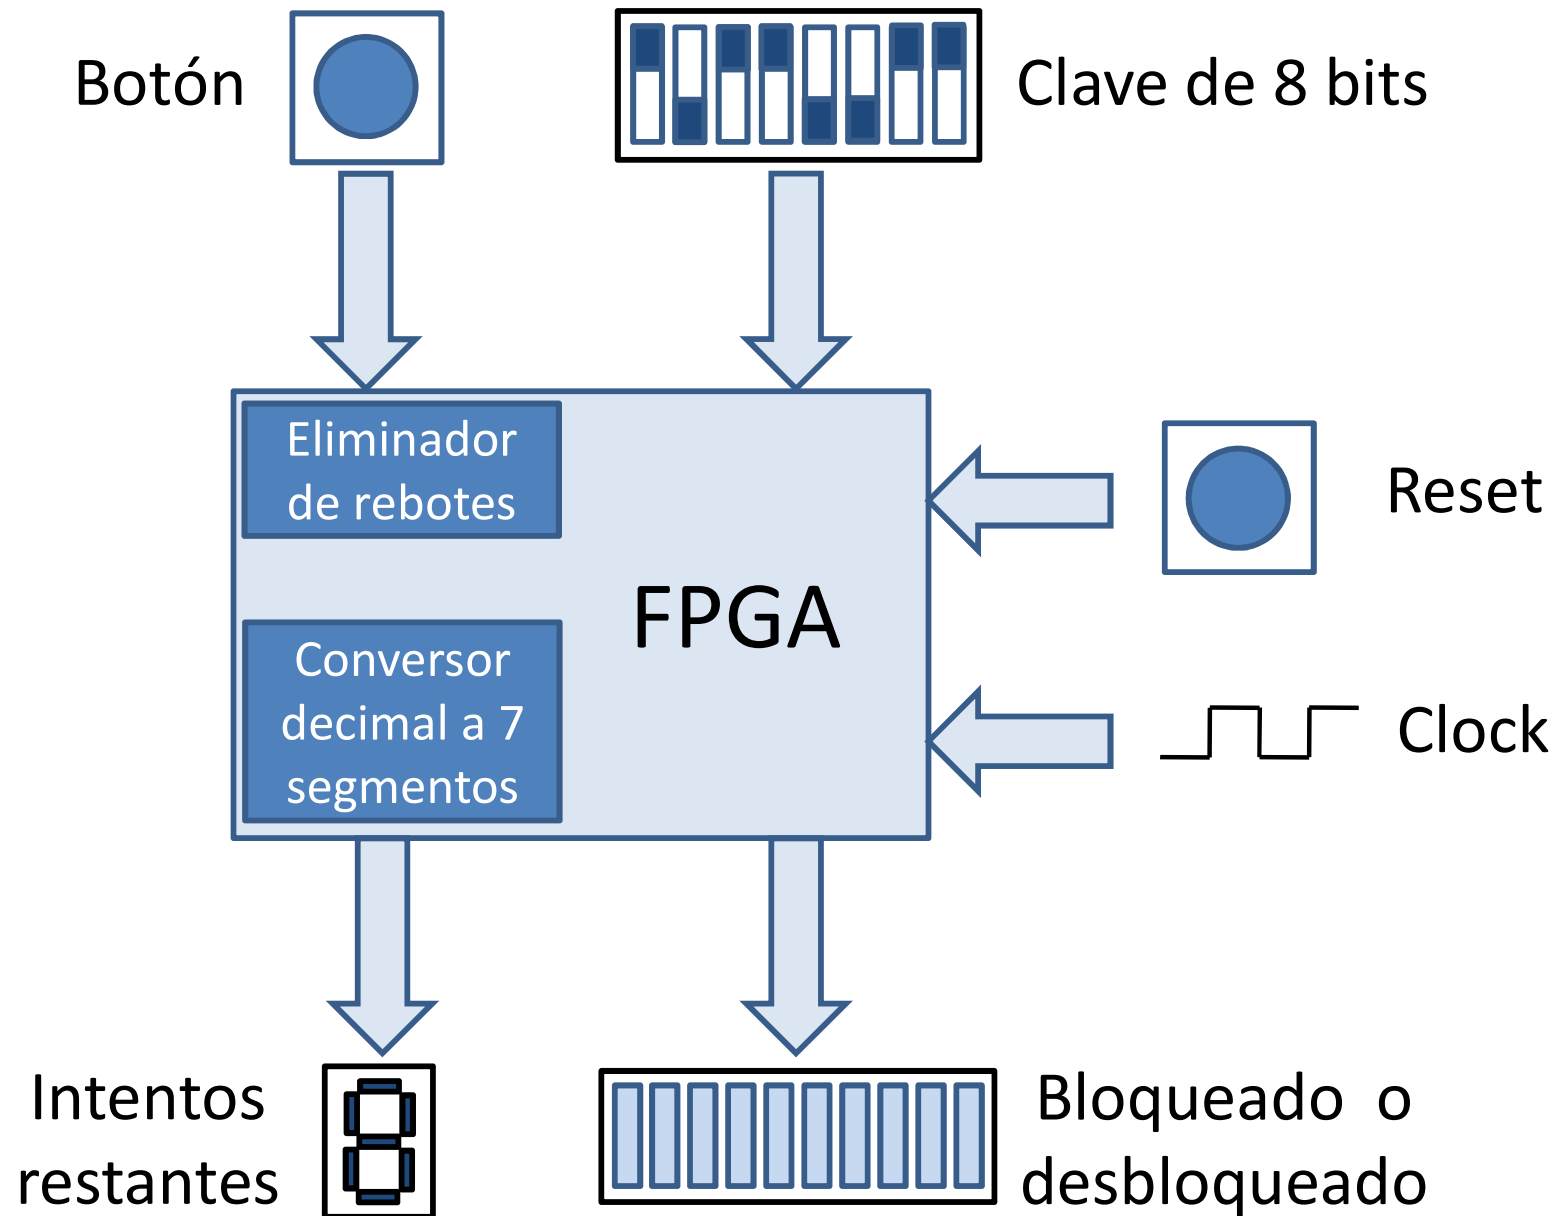 Botón
Clave de 8 bits
Eliminador
de rebotes
Reset
FPGA
Conversor
decimal a 7
segmentos
Clock
Intentos
restantes
Bloqueado o
desbloqueado